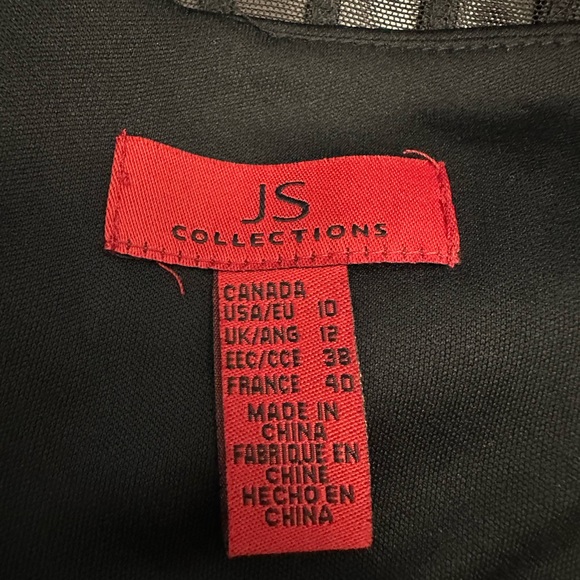 JS
COLLECTIONS
CANADA
USA/EU 10
UK/ANG 12
EEC/CCE 38
FRANCE 40
MADE IN
CHINA
FABRIQUE EN
CHINE
HECHO EN
CHINA